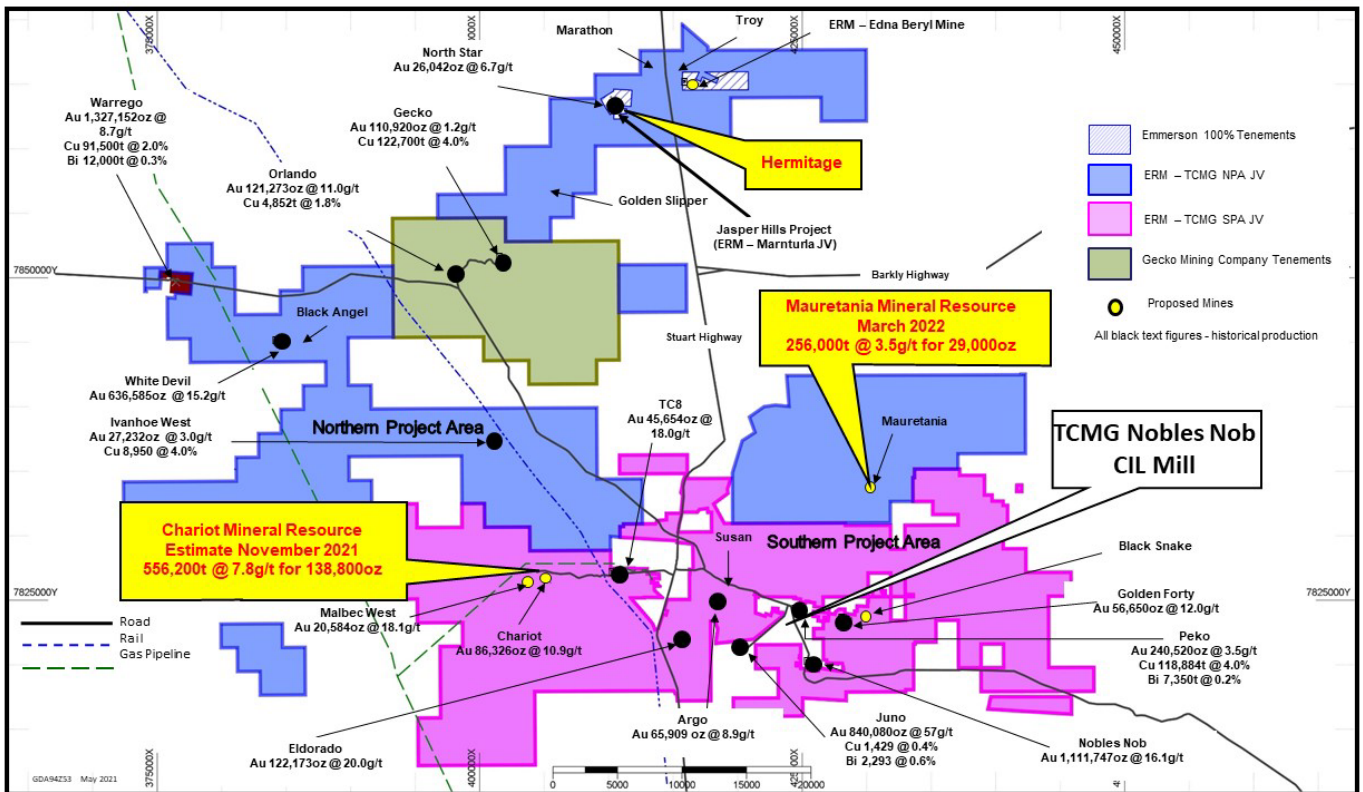 375000X
400000X
425000X
450000X
Marathon
Troy
ERM – Edna Beryl Mine
North Star
Au 26,042oz @ 6.7g/t
Warrego
Au 1,327,152oz @
8.7g/t
Cu 91,500t @ 2.0%
Bi 12,000t @ 0.3%
Gecko
Au 110,920oz @ 1.2g/t
Cu 122,700t @ 4.0%
Orlando
Au 121,273oz @ 11.0g/t
Cu 4,852t @ 1.8%
Hermitage
Golden Slipper
Jasper Hills Project
(ERM – Marnturla JV)
Emmerson 100% Tenements
ERM – TCMG NPA JV
ERM – TCMG SPA JV
Gecko Mining Company Tenements
Proposed Mines
All black text figures - historical production
7850000Y
7850000Y
Barkly Highway
Stuart Highway
Black Angel
Mauretania Mineral Resource
March 2022
256,000t @ 3.5g/t for 29,000oz
White Devil
Au 636,585oz @ 15.2g/t
Ivanhoe West
Au 27,232oz @ 3.0g/t
Cu 8,950 @ 4.0%
Northern Project Area
TC8
Au 45,654oz @
18.0g/t
Mauretania
TCMG Nobles Nob
CIL Mill
Chariot Mineral Resource
Estimate November 2021
556,200t @ 7.8g/t for 138,800oz
Susan
Southern Project Area
Black Snake
7825000Y
7825000Y
Golden Forty
Au 56,650oz @ 12.0g/t
Malbec West
Au 20,584oz @ 18.1g/t
Chariot
Au 86,326oz @ 10.9g/t
Peko
Au 240,520oz @ 3.5g/t
Cu 118,884t @ 4.0%
Bi 7,350t @ 0.2%
Road
Rail
Gas Pipeline
Eldorado
Au 122,173oz @ 20.0g/t
Argo
Au 65,909 oz @ 8.9g/t
Juno
Au 840,080oz @ 57g/t
Cu 1,429 @ 0.4%
Bi 2,293 @ 0.6%
Nobles Nob
Au 1,111,747oz @ 16.1g/t
GDA94Z53 May 2021
375000X
400000X
425000X
450000X
0
5000
10000
15000
20000